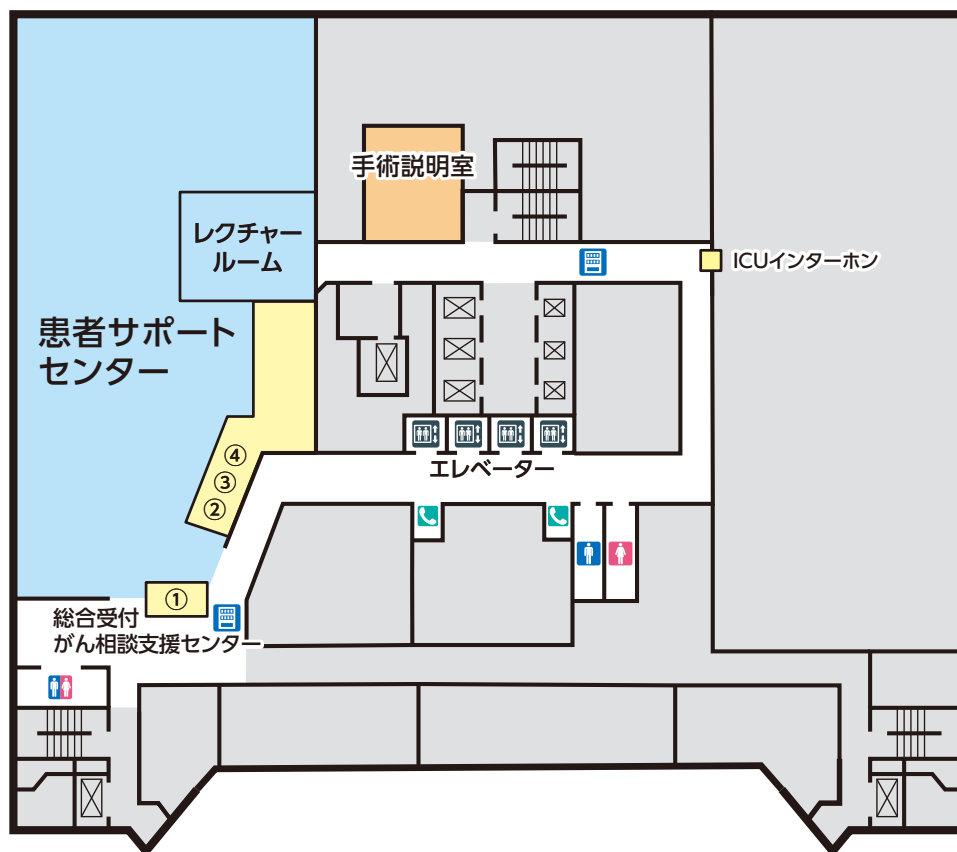 手術説明室
レクチャー
ルーム
ICUインターホン
患者サポート
センター
④
③
②
エレベーター
①
総合受付
がん相談支援センター